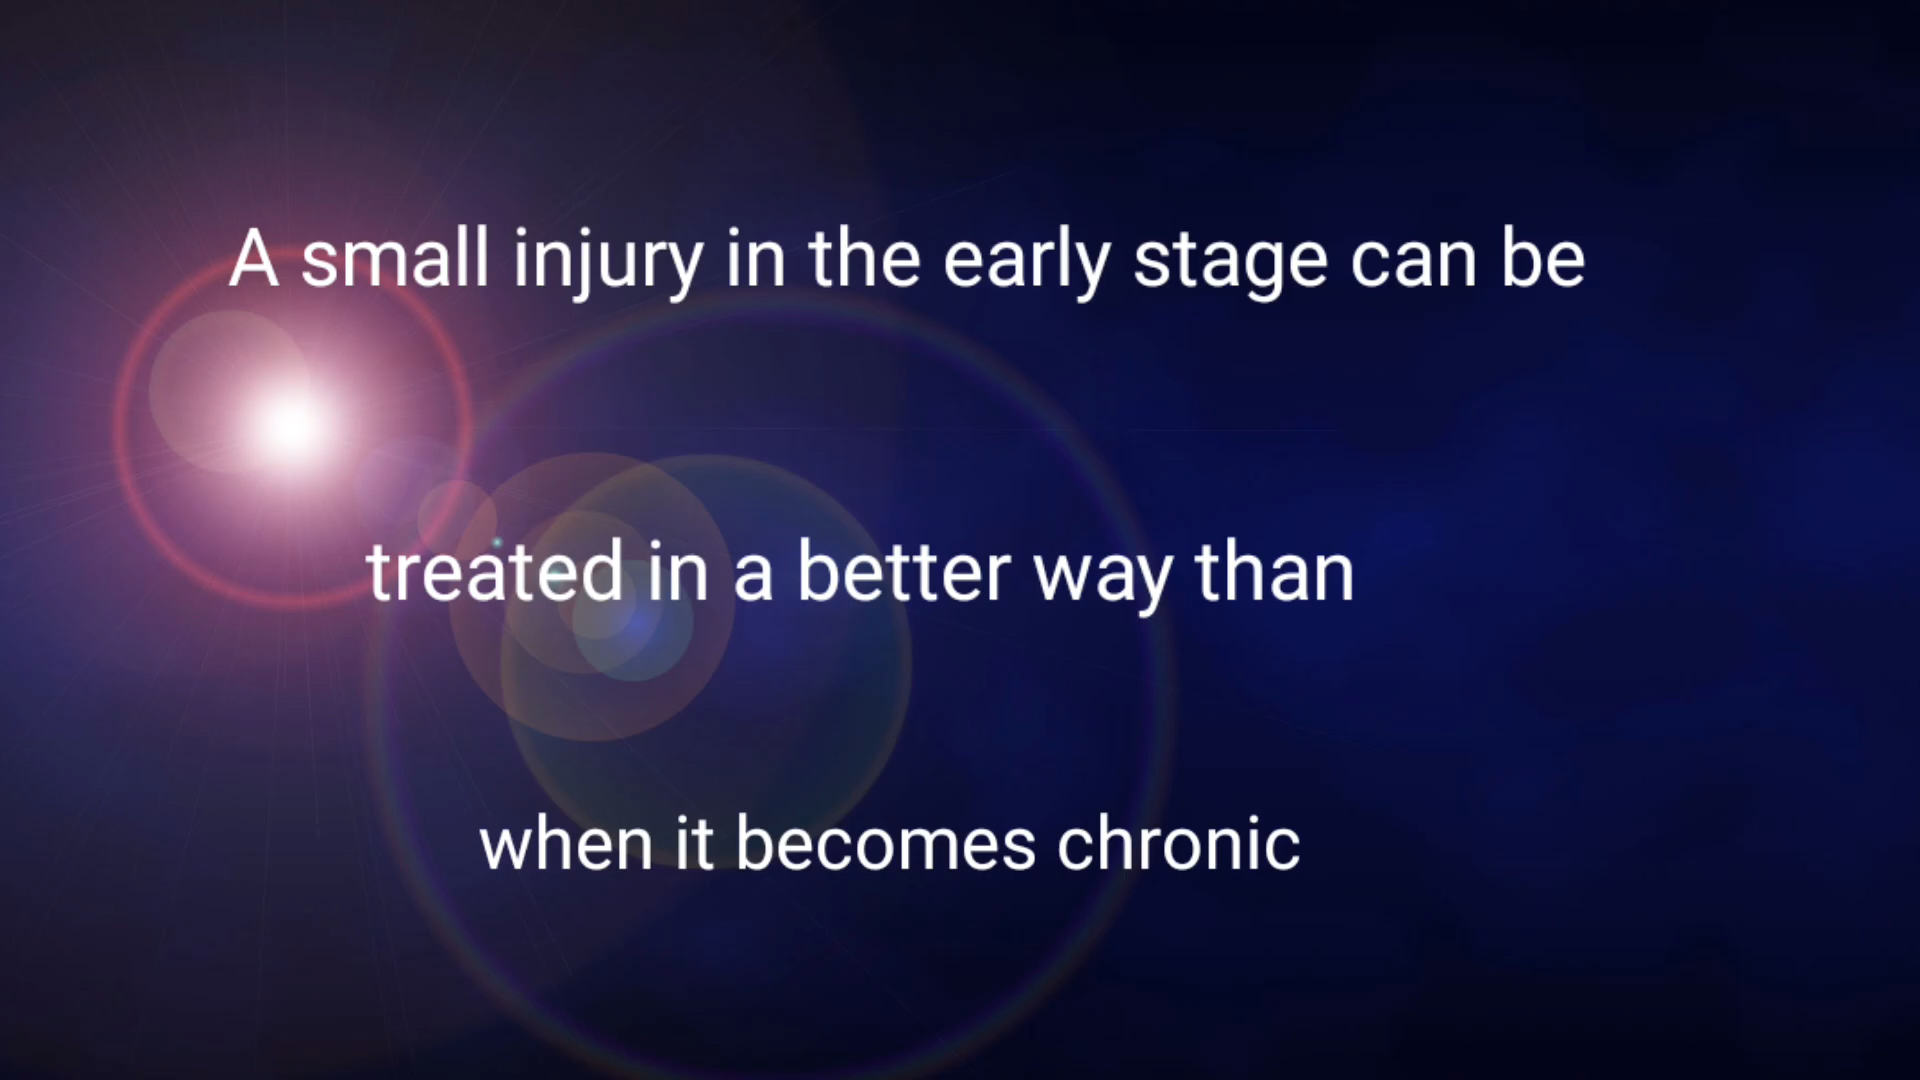 A small injury in the early stage can be
treated in a better way than
when it becomes chronic